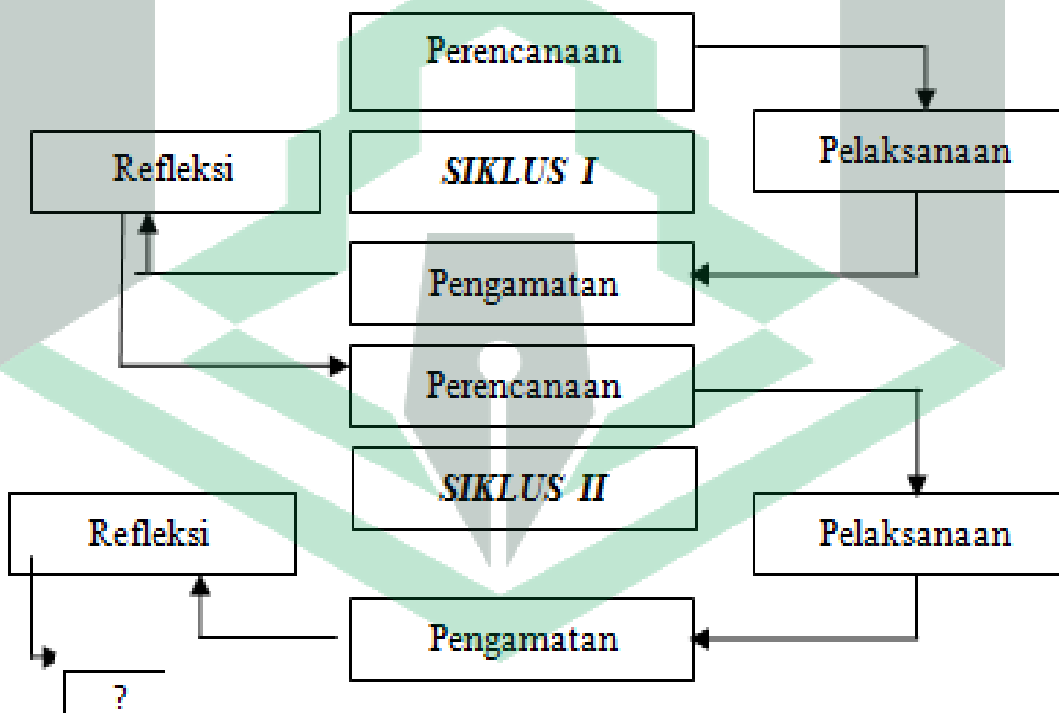 Perencanaan
Pelaksanaan
Refleksi
SIKLUS I
Pengamatan
Perencanaan
SIKLUS II
Refleksi
Pelaksanaan
Pengamatan
?